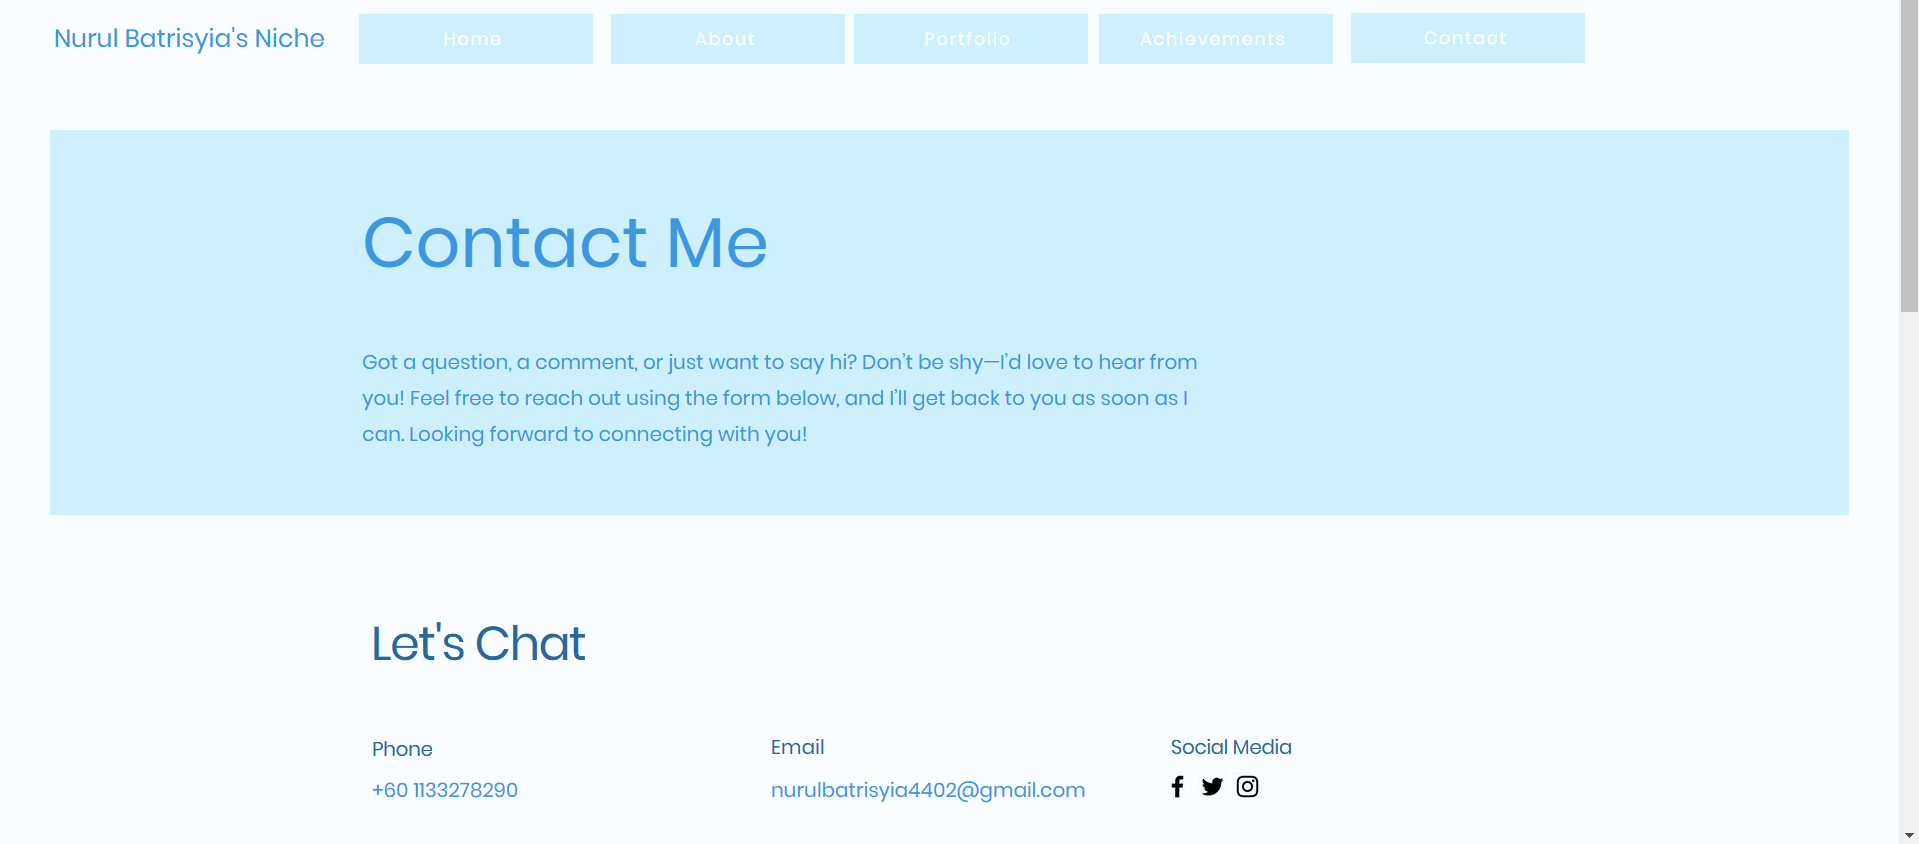 Nurul Batrisyia's Niche
Home
About
Portfolio
Achievements
Contact
Contact Me
Got a question, a comment, or just want to say hi? Don’t be shy—I’d love to hear from
you! Feel free to reach out using the form below, and I’ll get back to you as soon as I
can. Looking forward to connecting with you!
Let's Chat
Phone
+60 1133278290
Email
nurulbatrisyia4402@gmail.com
Social Media